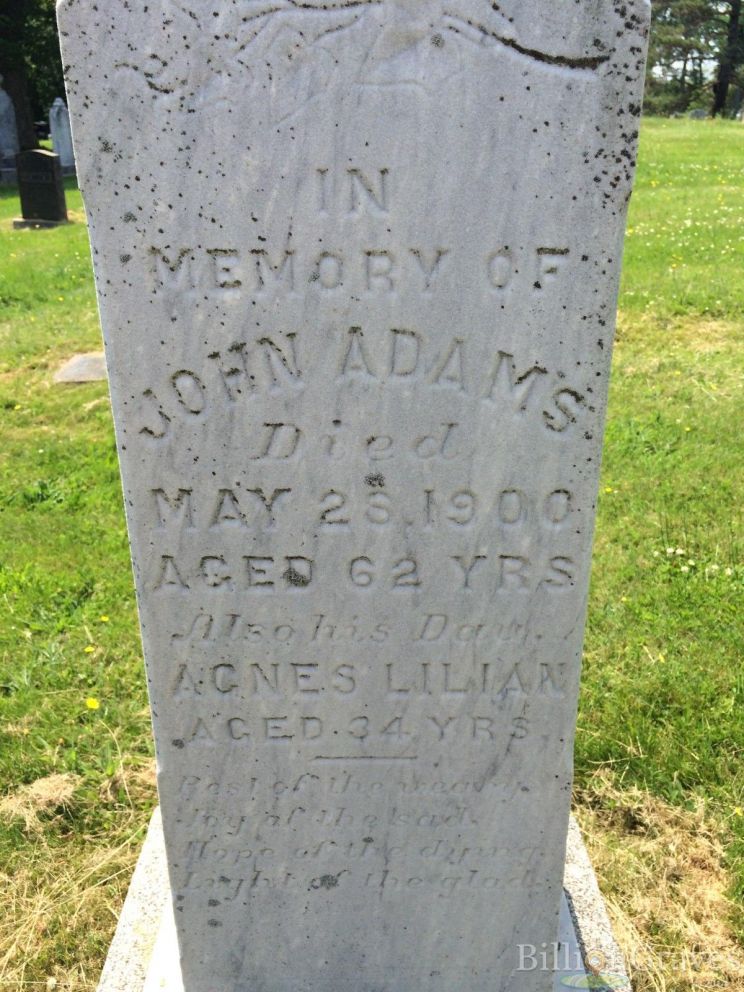 IN
MEMORY OF
JOHN ADAMS
Died
MAY 26, 1900
AGED 62 YRS
Also his Dau.
AGNES LILIAN
AGED 34 YRS.
Rest of the weary.
Joy of the sad.
Hope of the dying.
Light of the glad.
BillionGraves